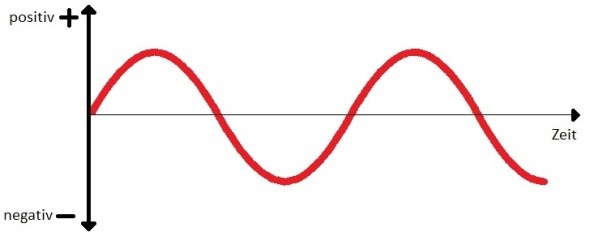 positiv +
Zeit
negativ −